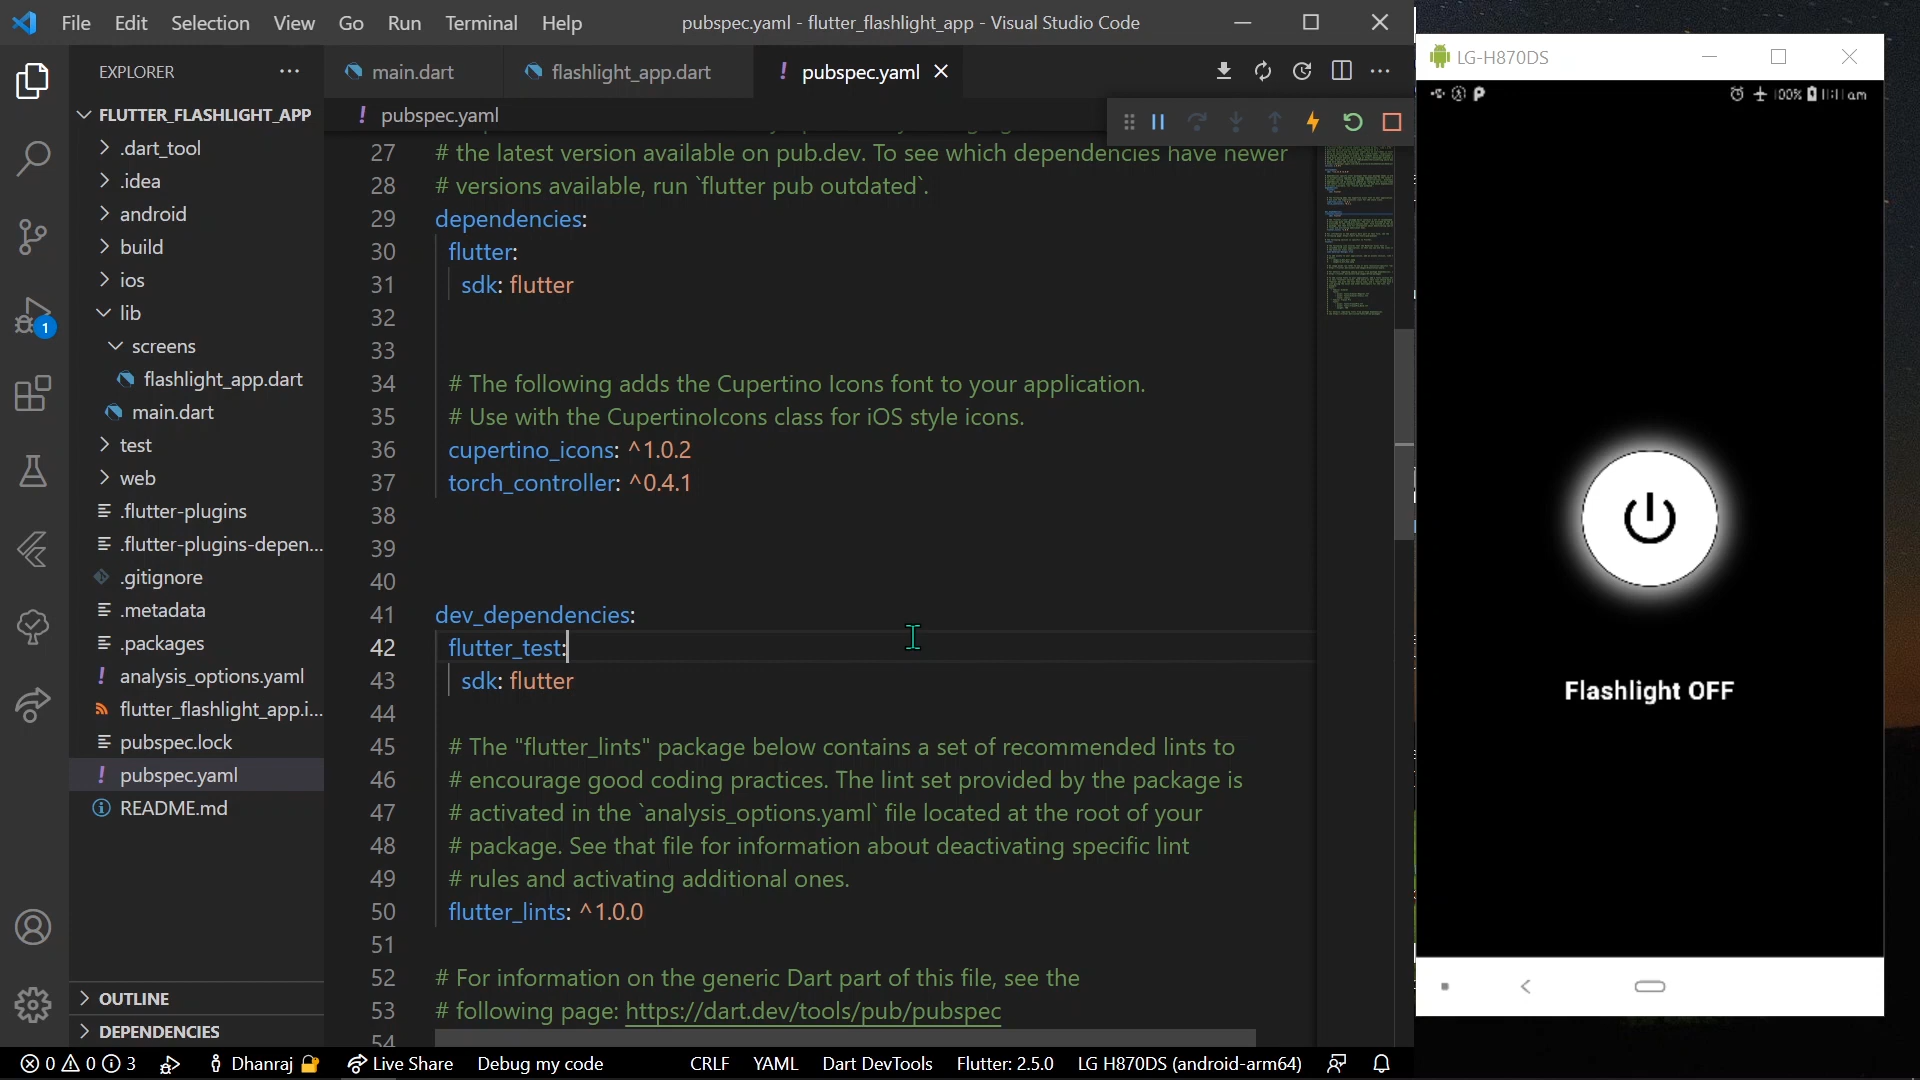 File Edit Selection View Go Run Terminal Help
pubspec.yaml - flutter_flashlight_app - Visual Studio Code
EXPLORER
FLUTTER_FLASHLIGHT_APP
.dart_tool
.idea
android
build
ios
lib
screens
flashlight_app.dart
main.dart
test
web
.flutter-plugins
.flutter-plugins-depen...
.gitignore
.metadata
.packages
analysis_options.yaml
flutter_flashlight_app.i...
pubspec.lock
pubspec.yaml
README.md
OUTLINE
DEPENDENCIES
1
main.dart flashlight_app.dart ! pubspec.yaml
! pubspec.yaml
27 # the latest version available on pub.dev. To see which dependencies have newer
28 # versions available, run `flutter pub outdated`.
29 dependencies:
30 flutter:
31 sdk: flutter
32
33
34 # The following adds the Cupertino Icons font to your application.
35 # Use with the CupertinoIcons class for iOS style icons.
36 cupertino_icons: ^1.0.2
37 torch_controller: ^0.4.1
38
39
40
41 dev_dependencies:
42 flutter_test:
43 sdk: flutter
44
45 # The "flutter_lints" package below contains a set of recommended lints to
46 # encourage good coding practices. The lint set provided by the package is
47 # activated in the `analysis_options.yaml` file located at the root of your
48 # package. See that file for information about deactivating specific lint
49 # rules and activating additional ones.
50 flutter_lints: ^1.0.0
51
52 # For information on the generic Dart part of this file, see the
53 # following page: https://dart.dev/tools/pub/pubspec
54
0 0 3 Dhanraj Live Share Debug my code CRLF YAML Dart DevTools Flutter: 2.5.0 LG H870DS (android-arm64)
LG-H870DS
100% 11:11 am
Flashlight OFF